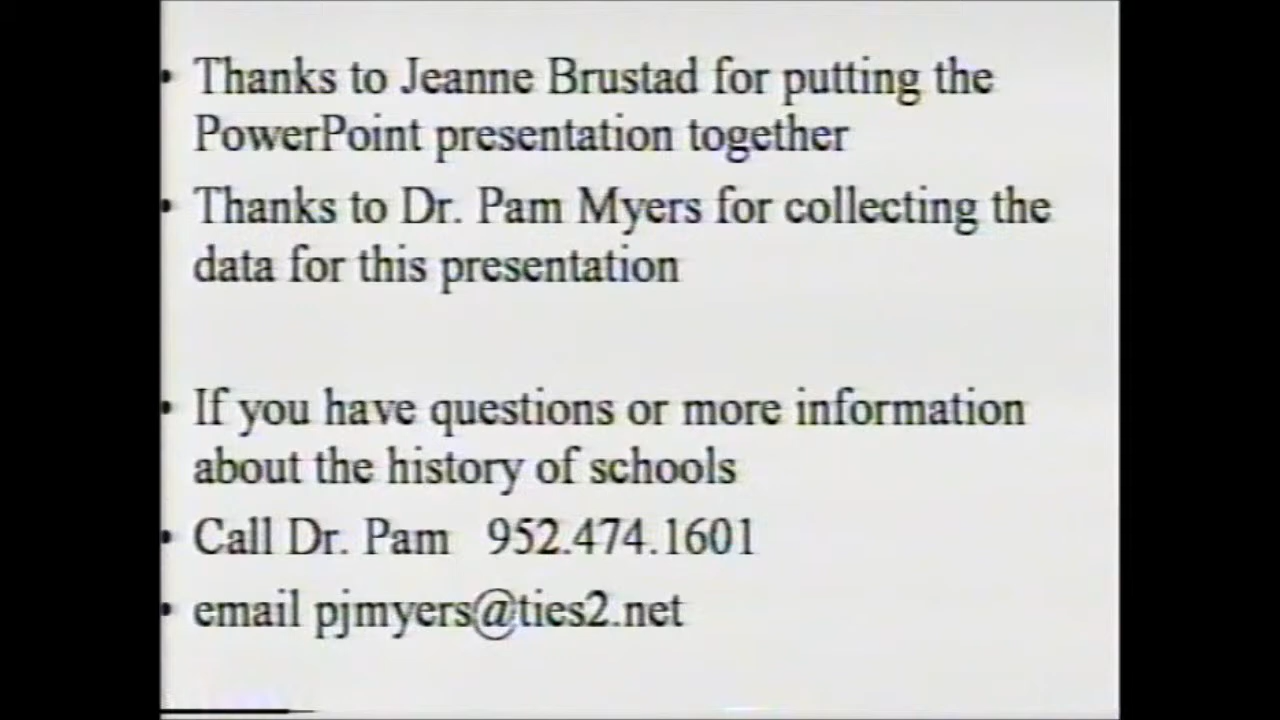 • Thanks to Jeanne Brustad for putting the
PowerPoint presentation together
• Thanks to Dr. Pam Myers for collecting the
data for this presentation
• If you have questions or more information
about the history of schools
• Call Dr. Pam 952.474.1601
• email pjmyers@ties2.net